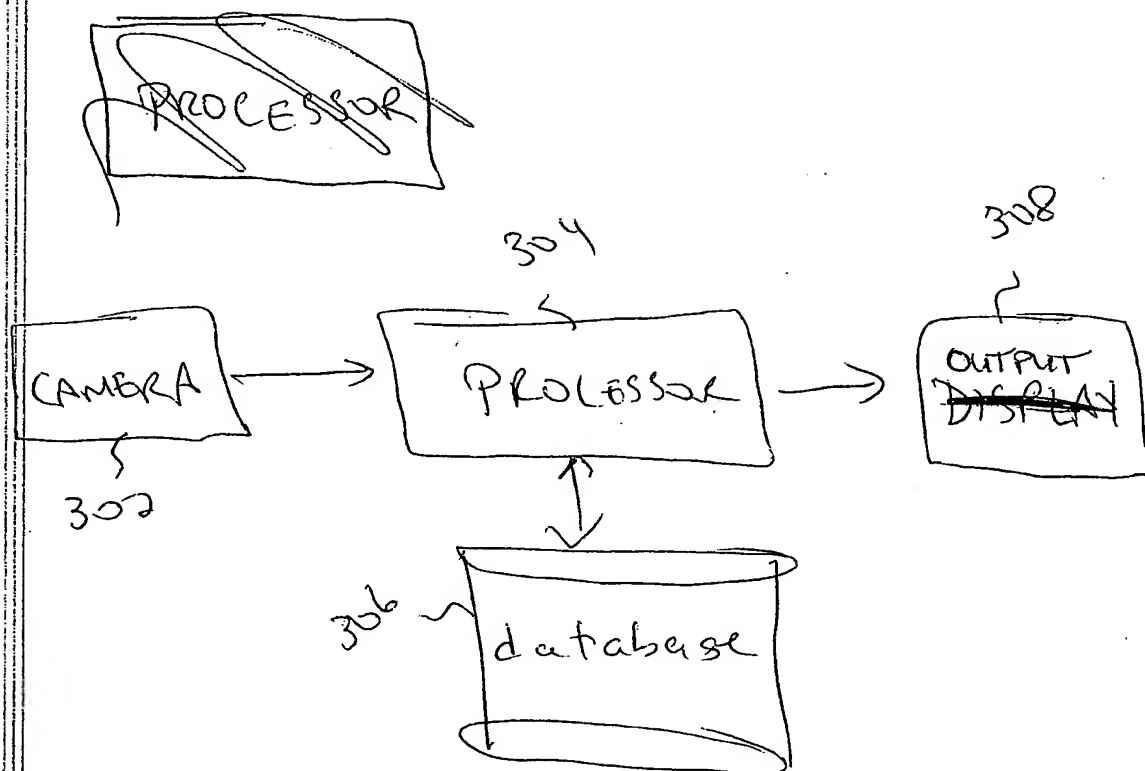 PROCESSOR
304
308
CAMERA
PROCESSOR
OUTPUT
DISPLAY
302
306
database